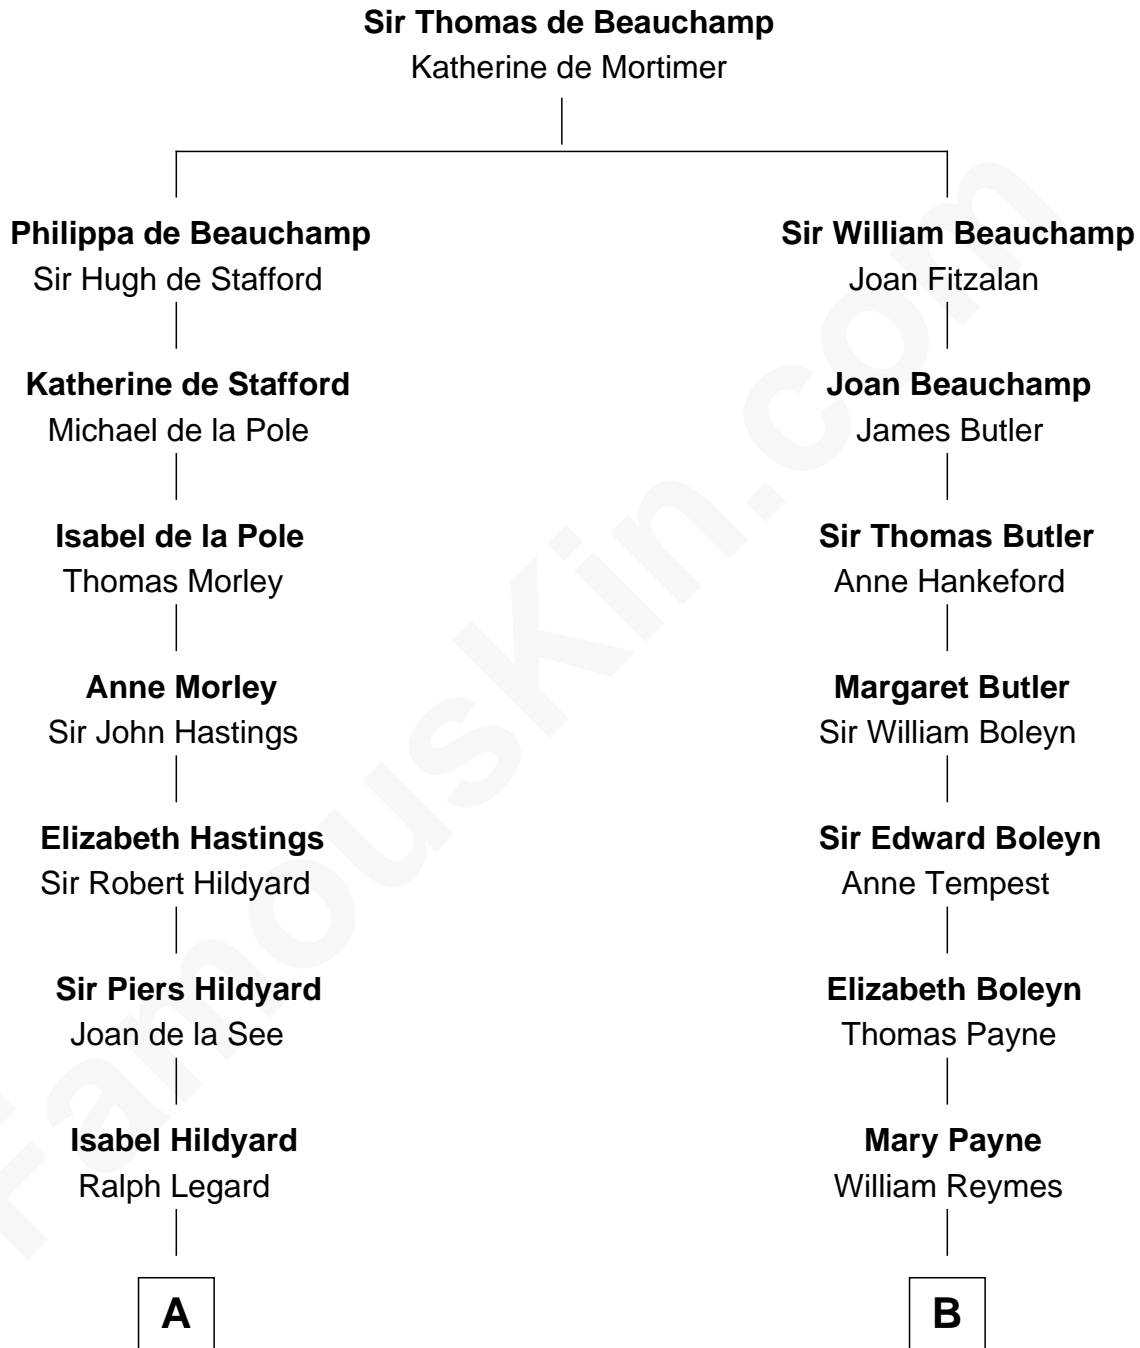 Sir Thomas de Beauchamp
Katherine de Mortimer
Philippa de Beauchamp
Sir Hugh de Stafford
Sir William Beauchamp
Joan Fitzalan
Katherine de Stafford
Michael de la Pole
Joan Beauchamp
James Butler
Isabel de la Pole
Thomas Morley
Sir Thomas Butler
Anne Hankeford
Anne Morley
Sir John Hastings
Margaret Butler
Sir William Boleyn
Elizabeth Hastings
Sir Robert Hildyard
Sir Edward Boleyn
Anne Tempest
Sir Piers Hildyard
Joan de la See
Elizabeth Boleyn
Thomas Payne
Isabel Hildyard
Ralph Legard
Mary Payne
William Reymes
A
B
FamousKin.com